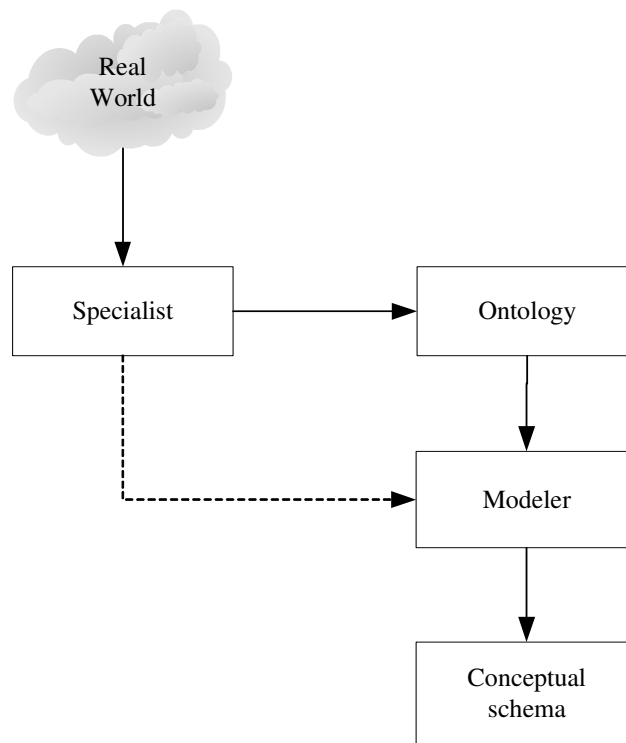 Real
World
Specialist
Ontology
Modeler
Conceptual
schema